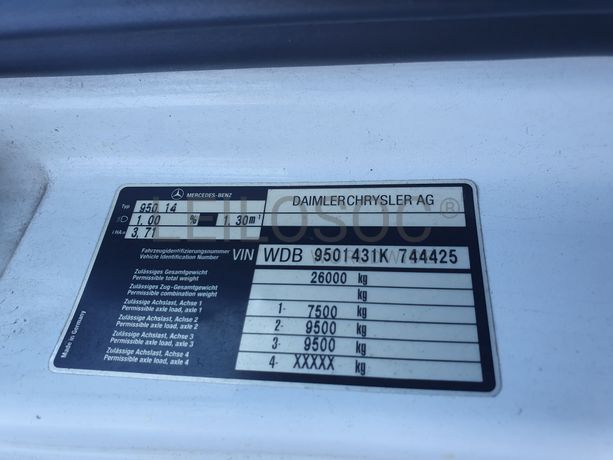 MERCEDES-BENZ DAIMLERCHRYSLER AG
Typ 950.14
1.00 % 1.30m
i HA= 3.71
LEILOSOC®
Fahrzeugidentifizierungsnummer
Vehicle Identification Number VIN WDB 9501431K 744425
Zulässiges Gesamtgewicht
Permissible total weight 26000 kg
Zulässiges Zug-Gesamtgewicht
Permissible combination weight kg
Zulässige Achslast, Achse 1
Permissible axle load, axle 1 1- 7500 kg
Zulässige Achslast, Achse 2
Permissible axle load, axle 2 2- 9500 kg
Zulässige Achslast, Achse 3
Permissible axle load, axle 3 3- 9500 kg
Zulässige Achslast, Achse 4
Permissible axle load, axle 4 4- XXXXX kg
Made in Germany